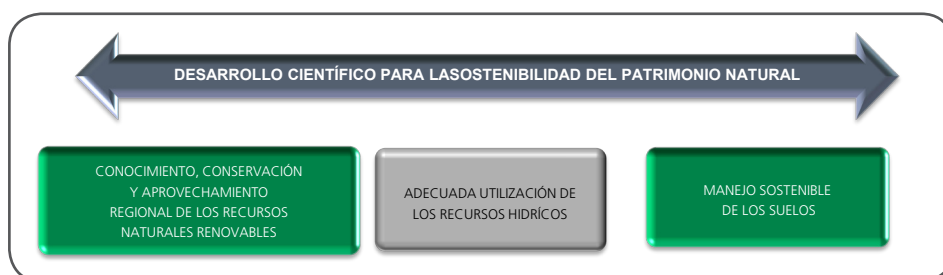 DESARROLLO CIENTÍFICO PARA LASOSTENIBILIDAD DEL PATRIMONIO NATURAL
CONOCIMIENTO, CONSERVACIÓN
Y APROVECHAMIENTO
REGIONAL DE LOS RECURSOS
NATURALES RENOVABLES
ADECUADA UTILIZACIÓN DE
LOS RECURSOS HIDRÍCOS
MANEJO SOSTENIBLE
DE LOS SUELOS